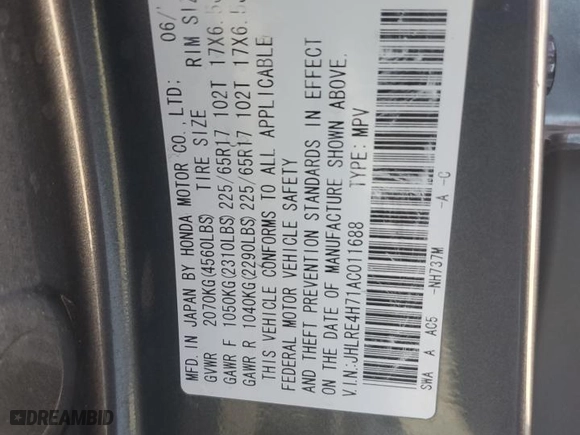 MFD. IN JAPAN BY HONDA MOTOR CO.,LTD: 06/
GVWR 2070KG(4560LBS) TIRE SIZE RIM SIZ
GAWR F 1050KG(2310LBS) 225/65R17 102T 17X6.5
GAWR R 1040KG(2290LBS) 225/65R17 102T 17X6.5
THIS VEHICLE CONFORMS TO ALL APPLICABLE
FEDERAL MOTOR VEHICLE SAFETY
AND THEFT PREVENTION STANDARDS IN EFFECT
ON THE DATE OF MANUFACTURE SHOWN ABOVE.
V.I.N.:JHLRE4H71AC011688 TYPE: MPV
SWA A AC5 -NH737M -A -C
DREAMBID